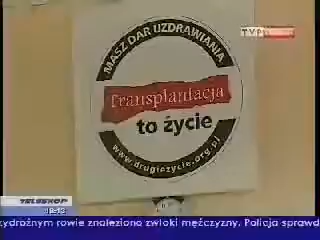 TVP
MASZ DAR UZDRAWIANIA
Transplantacja
to życie
www.drugiezycie.org.pl
TELESKOP
ydrożnym rowie znaleziono zwłoki mężczyzny. Policja sprawd